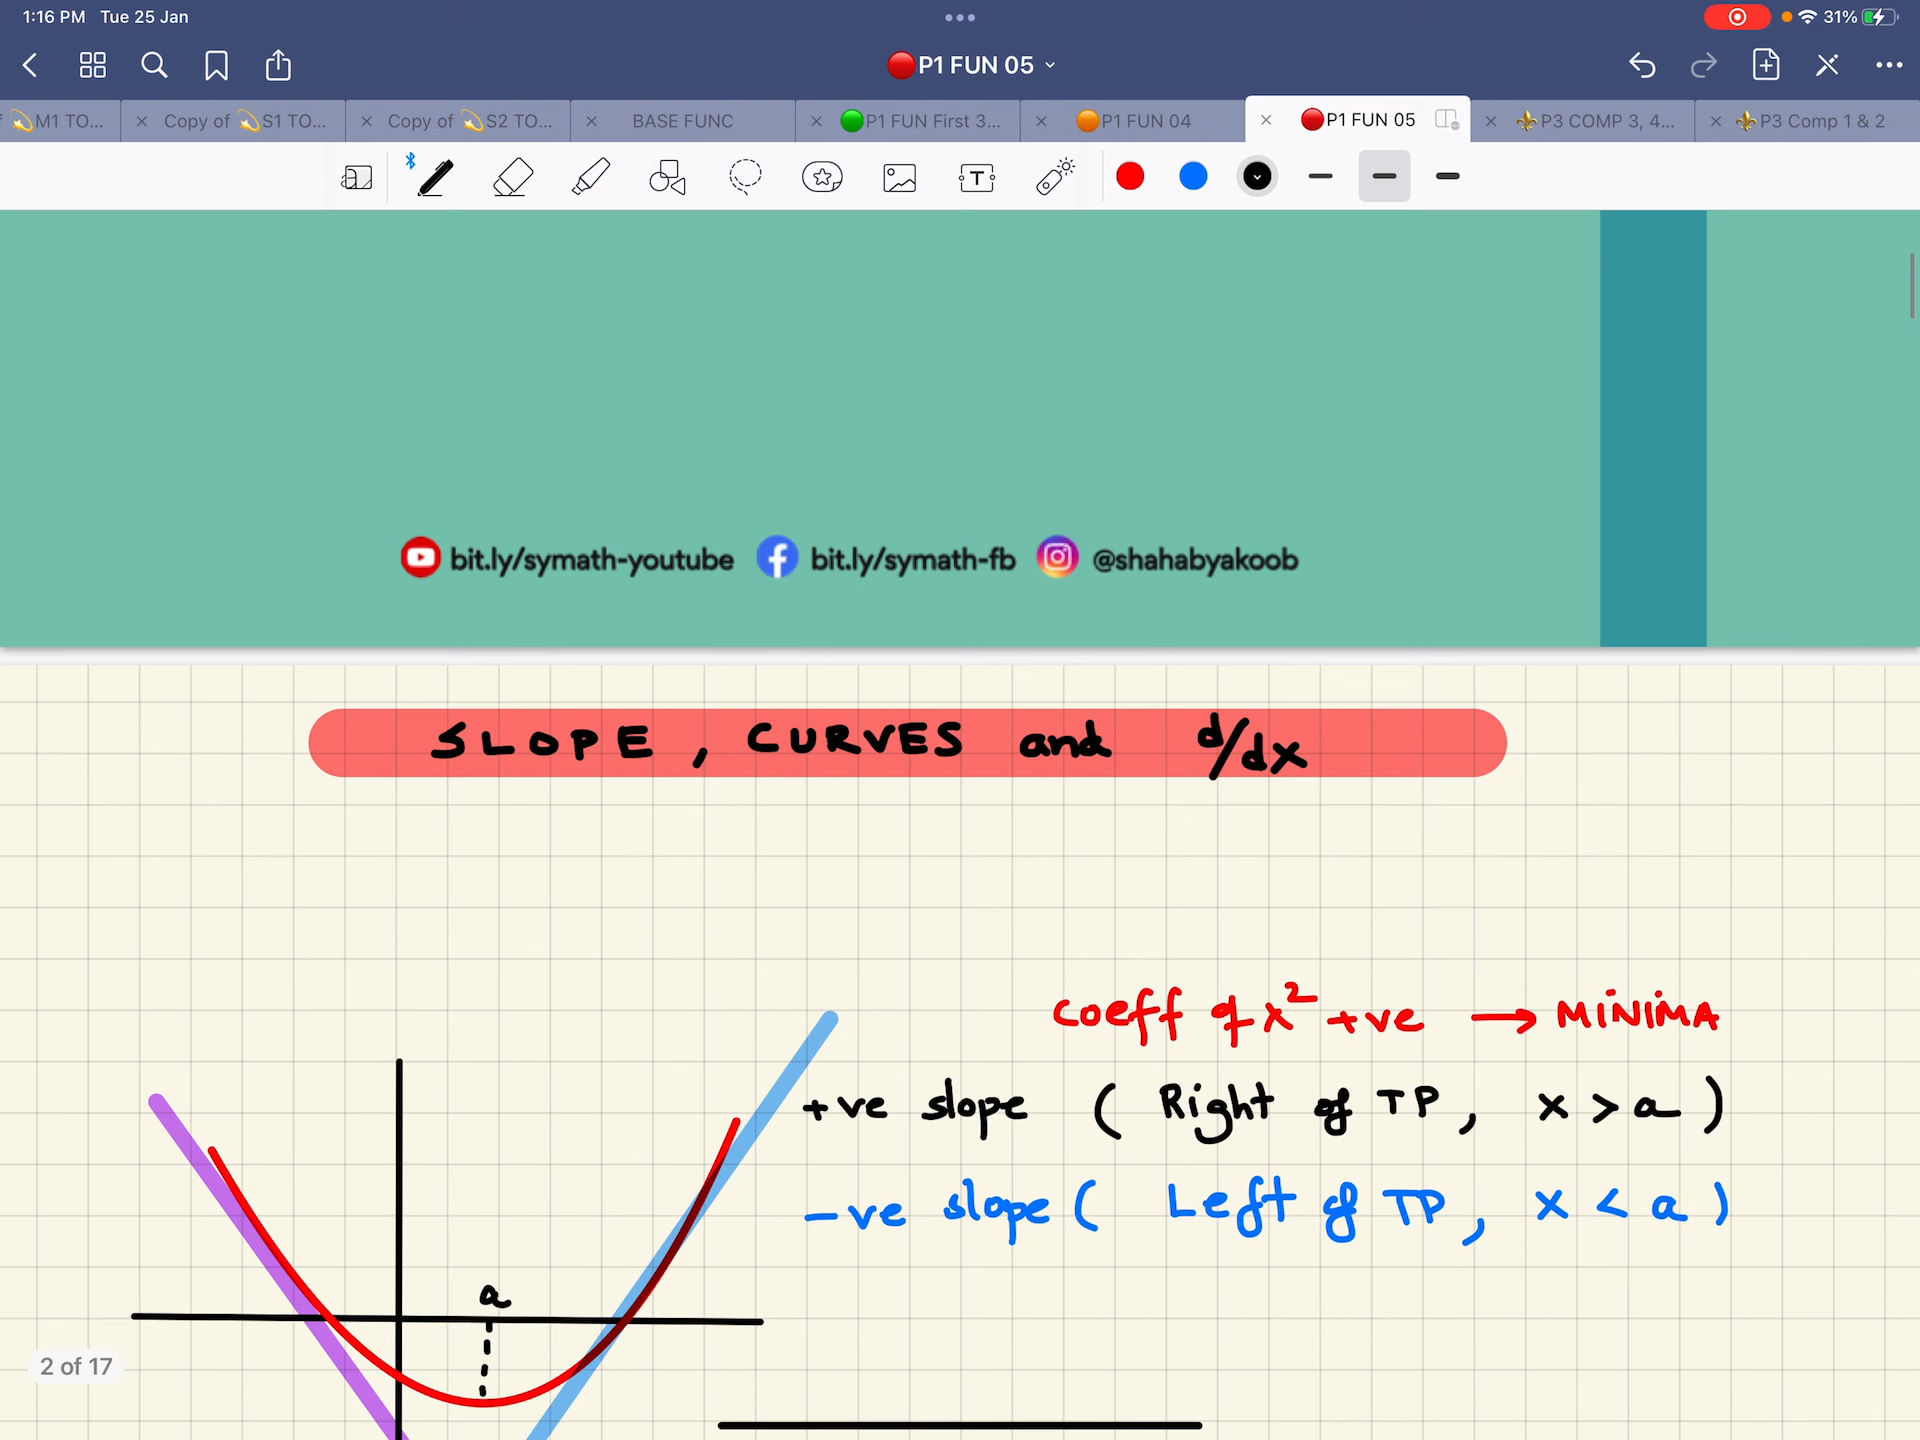 1:16 PM Tue 25 Jan
31%
P1 FUN 05
M1 TO...
Copy of S1 TO...
Copy of S2 TO...
BASE FUNC
P1 FUN First 3...
P1 FUN 04
P1 FUN 05
P3 COMP 3, 4...
P3 Comp 1 & 2
bit.ly/symath-youtube bit.ly/symath-fb @shahabyakoob
SLOPE, CURVES and d/dx
coeff of x² +ve → MINIMA
+ve slope ( Right of TP, x > a )
-ve slope ( Left of TP, x < a )
a
2 of 17